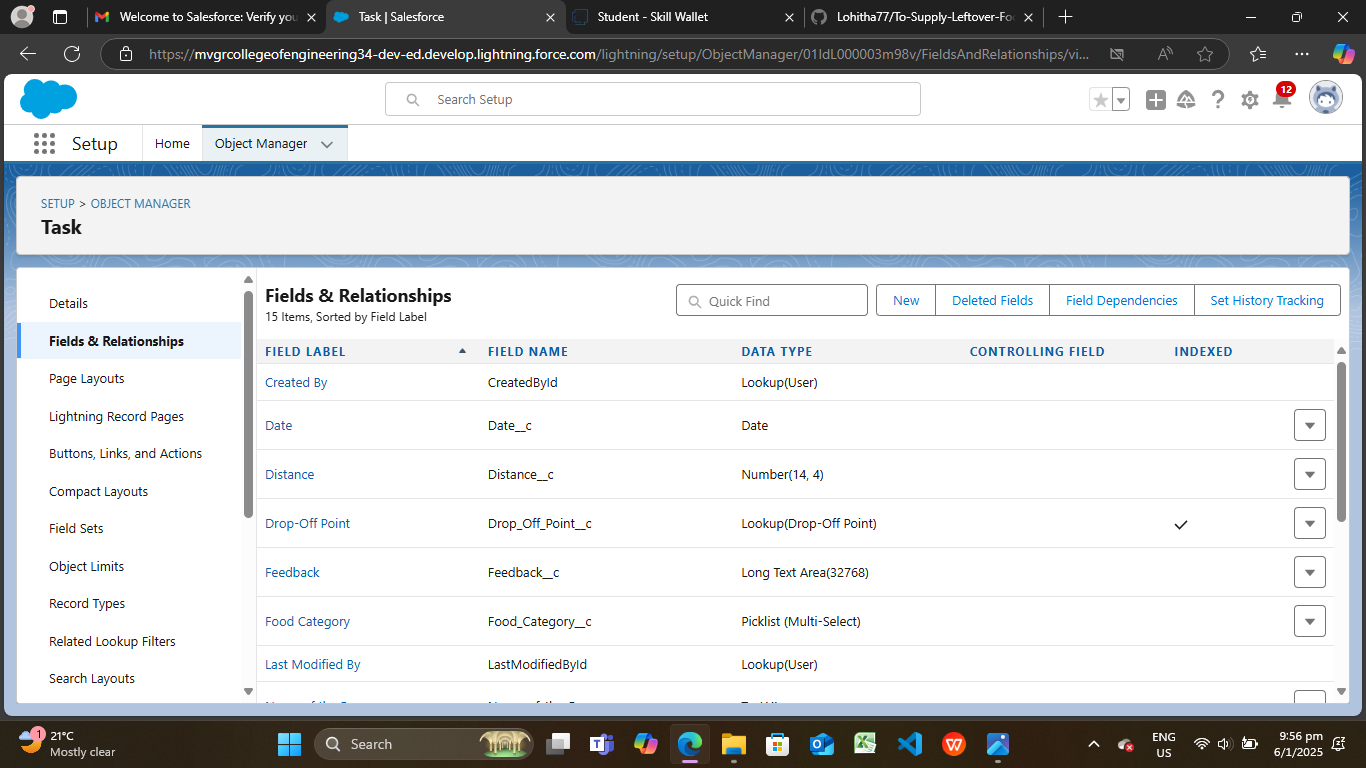 Welcome to Salesforce: Verify you
Task | Salesforce
Student - Skill Wallet
Lohitha77/To-Supply-Leftover-Foo
https://mvgrcollegeofengineering34-dev-ed.develop.lightning.force.com/lightning/setup/ObjectManager/01IdL000003m98v/FieldsAndRelationships/vi...
Search Setup
12
Setup
Home
Object Manager
SETUP > OBJECT MANAGER
Task
Details
Fields & Relationships
Page Layouts
Lightning Record Pages
Buttons, Links, and Actions
Compact Layouts
Field Sets
Object Limits
Record Types
Related Lookup Filters
Search Layouts
Fields & Relationships
15 Items, Sorted by Field Label
Quick Find
New
Deleted Fields
Field Dependencies
Set History Tracking
FIELD LABEL FIELD NAME DATA TYPE CONTROLLING FIELD INDEXED
Created By CreatedById Lookup(User)
Date Date__c Date
Distance Distance__c Number(14, 4)
Drop-Off Point Drop_Off_Point__c Lookup(Drop-Off Point)
Feedback Feedback__c Long Text Area(32768)
Food Category Food_Category__c Picklist (Multi-Select)
Last Modified By LastModifiedById Lookup(User)
1
21°C
Mostly clear
Search
ENG
US
9:56 pm
6/1/2025